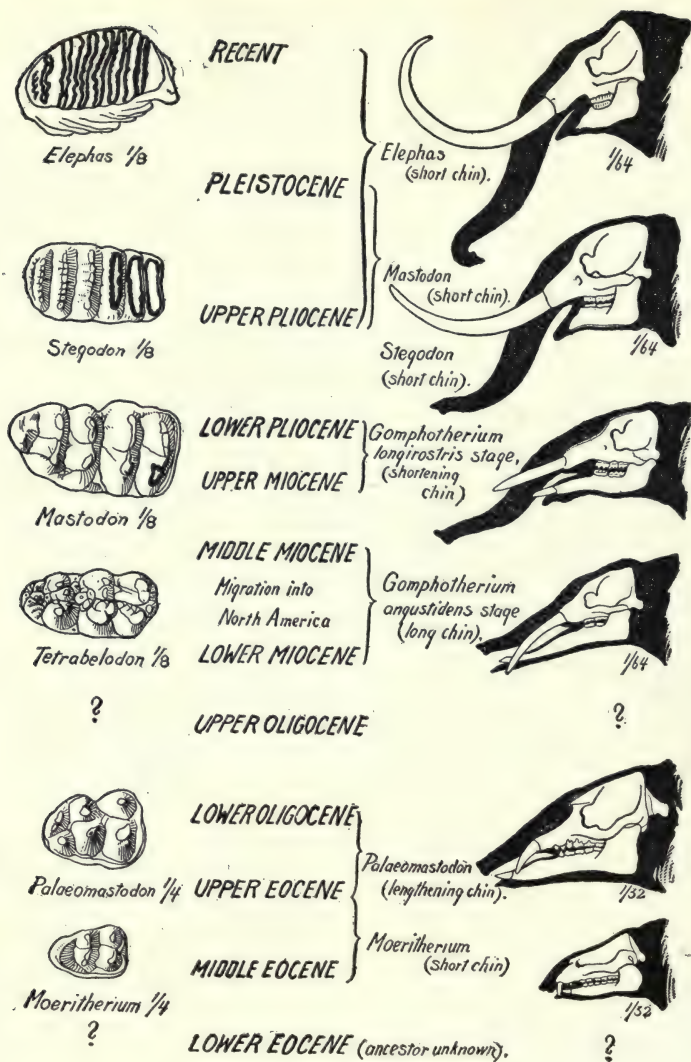 RECENT
Elephas 1/8
Elephas
(short chin).
1/64
PLEISTOCENE
Mastodon
(short chin).
UPPER PLIOCENE
Stegodon 1/8
Stegodon
(short chin).
1/64
LOWER PLIOCENE
Gomphotherium
longirostris stage,
(shortening
chin)
UPPER MIOCENE
Mastodon 1/8
MIDDLE MIOCENE
Migration into
North America
Gomphotherium
angustidens stage
(long chin).
LOWER MIOCENE
Tetrabelodon 1/8
1/64
?
UPPER OLIGOCENE
?
LOWER OLIGOCENE
Palaeomastodon 1/4
UPPER EOCENE
Palaeomastodon
(lengthening chin).
1/32
Moeritherium
(short chin)
MIDDLE EOCENE
Moeritherium 1/4
1/32
?
LOWER EOCENE (ancestor unknown).
?